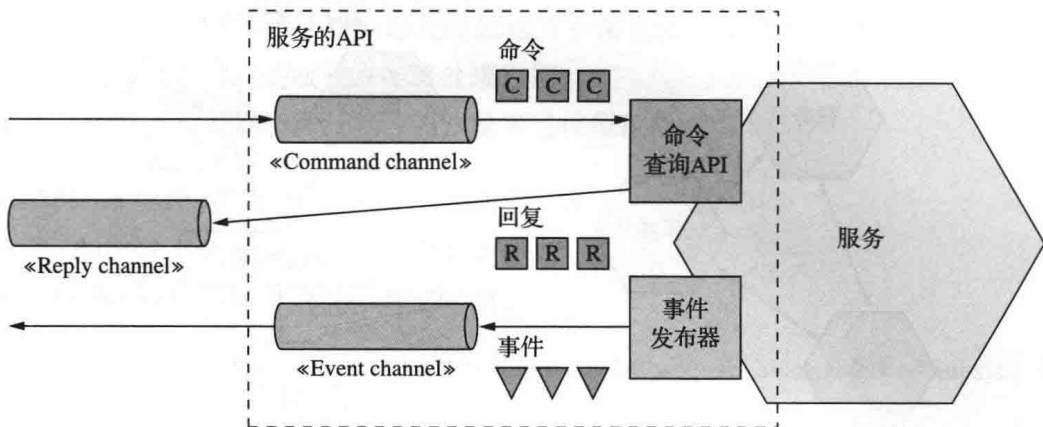 服务的API
命令
C C C
«Command channel»
命令
查询API
回复
R R R
«Reply channel»
服务
事件
发布器
«Event channel»
事件